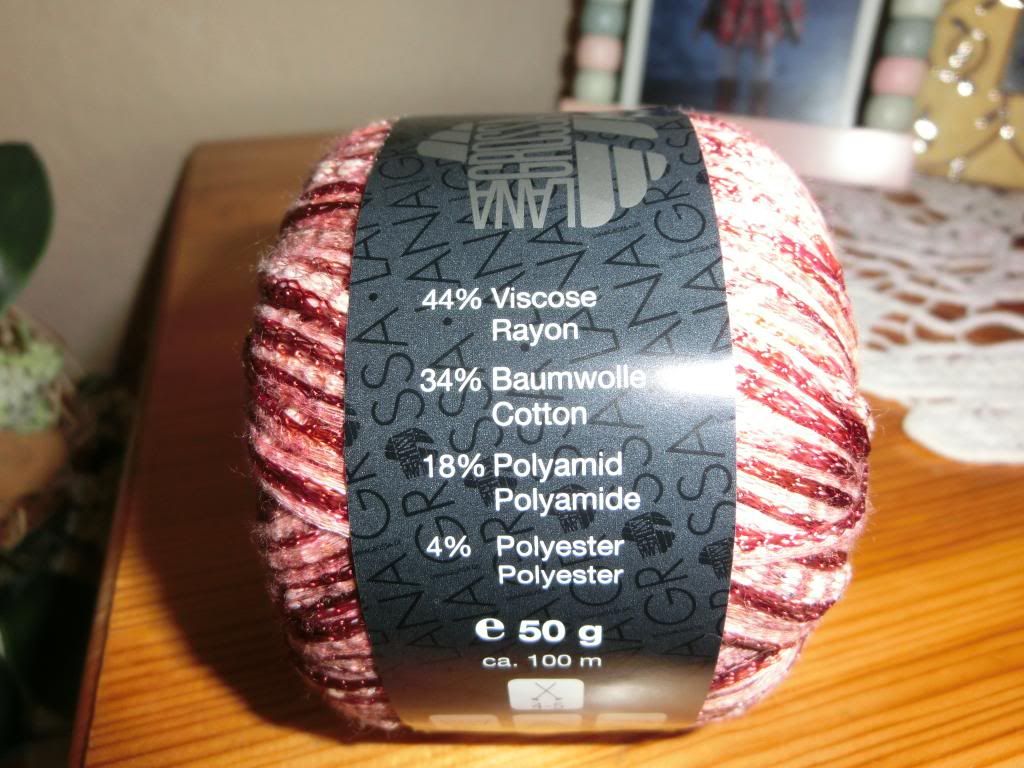 LANA
GROSSA
44% Viscose
Rayon
34% Baumwolle
Cotton
18% Polyamid
Polyamide
4% Polyester
Polyester
e 50 g
ca. 100 m